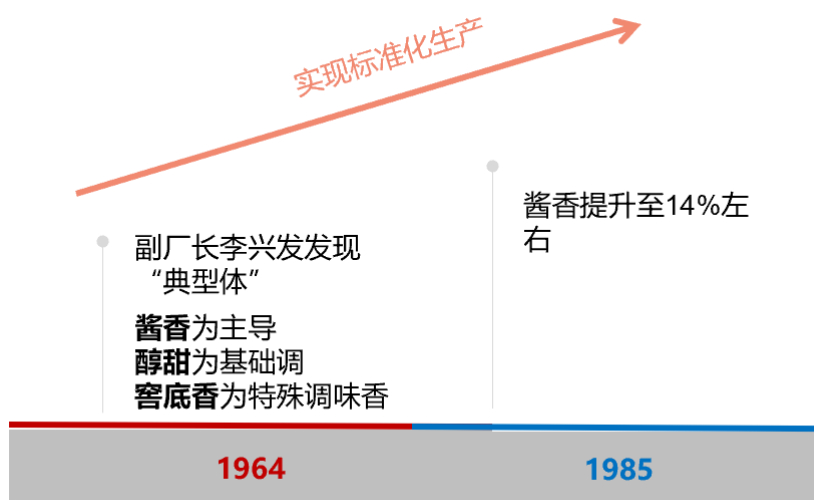 实现标准化生产
副厂长李兴发发现
“典型体”
酱香为主导
醇甜为基础调
窖底香为特殊调味香
酱香提升至14%左
右
1964
1985